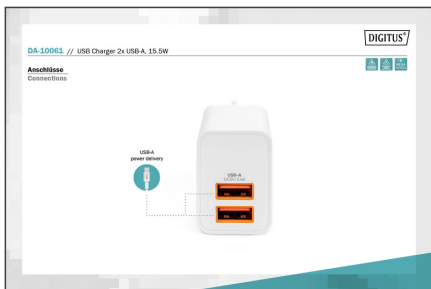 DIGITUS®
DA-10061 // USB Charger 2x USB-A, 15.5W
Anschlüsse
Connections
USB-A
power delivery
USB-A